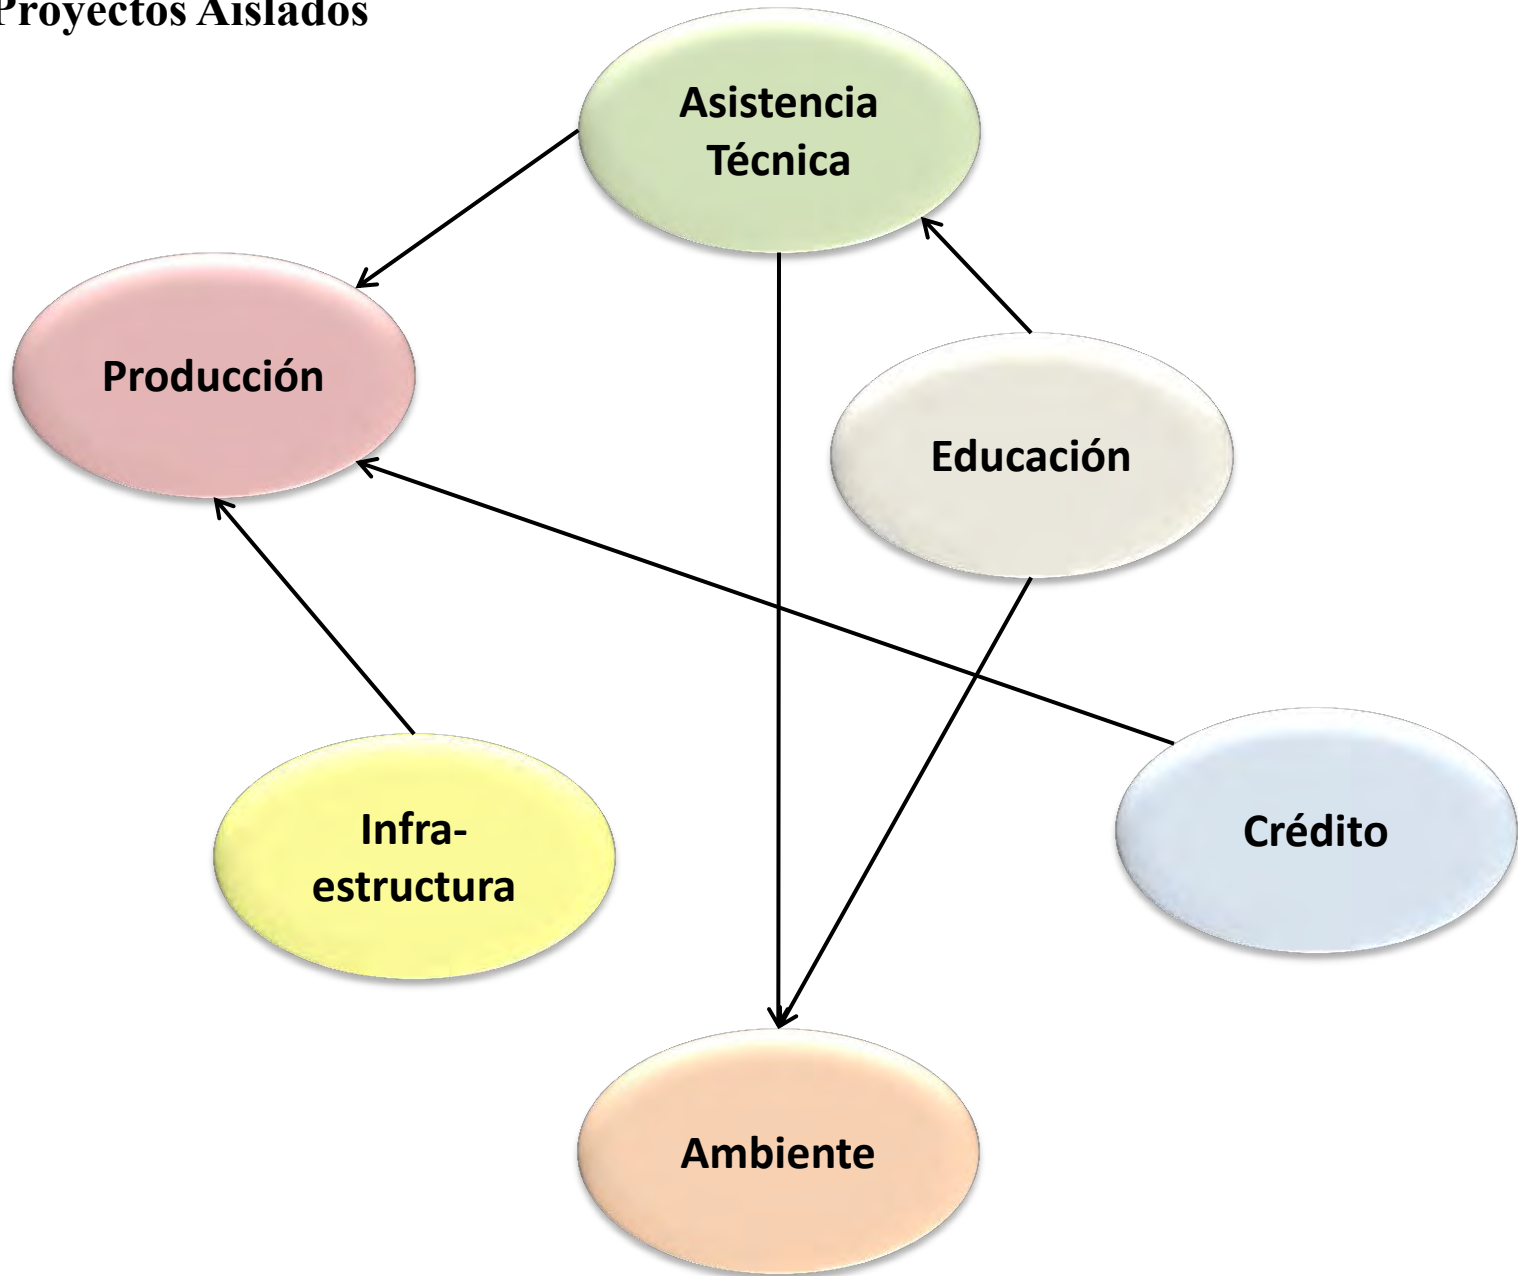 Proyectos Aislados
Asistencia
Técnica
Producción
Educación
Infra-
estructura
Crédito
Ambiente